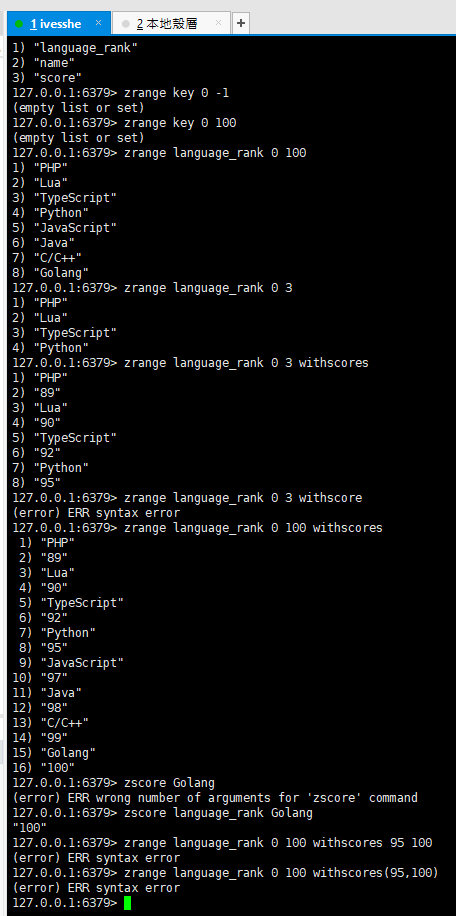 1 ivesshe × 2 本地殼層 × +
1) "language_rank"
2) "name"
3) "score"
127.0.0.1:6379> zrange key 0 -1
(empty list or set)
127.0.0.1:6379> zrange key 0 100
(empty list or set)
127.0.0.1:6379> zrange language_rank 0 100
1) "PHP"
2) "Lua"
3) "TypeScript"
4) "Python"
5) "JavaScript"
6) "Java"
7) "C/C++"
8) "Golang"
127.0.0.1:6379> zrange language_rank 0 3
1) "PHP"
2) "Lua"
3) "TypeScript"
4) "Python"
127.0.0.1:6379> zrange language_rank 0 3 withscores
1) "PHP"
2) "89"
3) "Lua"
4) "90"
5) "TypeScript"
6) "92"
7) "Python"
8) "95"
127.0.0.1:6379> zrange language_rank 0 3 withscore
(error) ERR syntax error
127.0.0.1:6379> zrange language_rank 0 100 withscores
1) "PHP"
2) "89"
3) "Lua"
4) "90"
5) "TypeScript"
6) "92"
7) "Python"
8) "95"
9) "JavaScript"
10) "97"
11) "Java"
12) "98"
13) "C/C++"
14) "99"
15) "Golang"
16) "100"
127.0.0.1:6379> zscore Golang
(error) ERR wrong number of arguments for 'zscore' command
127.0.0.1:6379> zscore language_rank Golang
"100"
127.0.0.1:6379> zrange language_rank 0 100 withscores 95 100
(error) ERR syntax error
127.0.0.1:6379> zrange language_rank 0 100 withscores(95,100)
(error) ERR syntax error
127.0.0.1:6379>